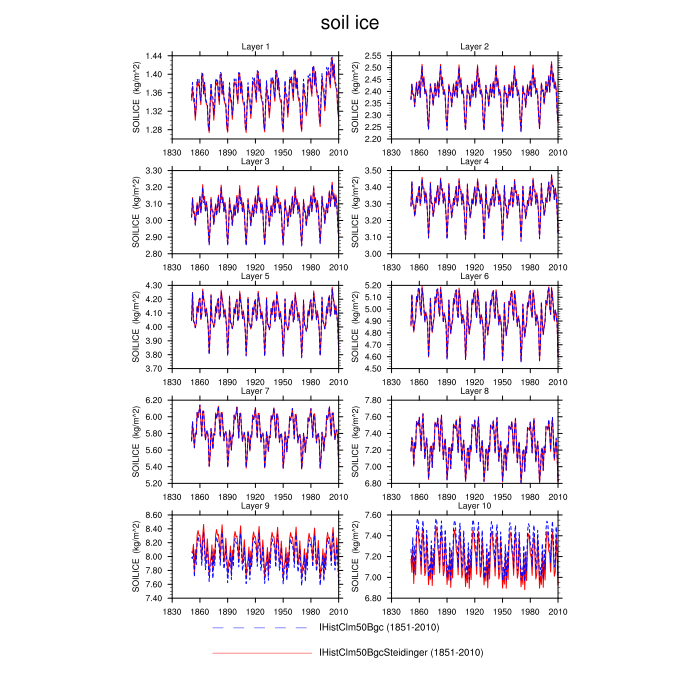 soil ice
Layer 1
Layer 2
SOILICE (kg/m^2)
1.44
1.40
1.36
1.32
1.28
1830 1860 1890 1920 1950 1980 2010
SOILICE (kg/m^2)
2.55
2.50
2.45
2.40
2.35
2.30
2.25
2.20
1830 1860 1890 1920 1950 1980 2010
Layer 3
Layer 4
SOILICE (kg/m^2)
3.30
3.20
3.10
3.00
2.90
2.80
1830 1860 1890 1920 1950 1980 2010
SOILICE (kg/m^2)
3.50
3.40
3.30
3.20
3.10
3.00
1830 1860 1890 1920 1950 1980 2010
Layer 5
Layer 6
SOILICE (kg/m^2)
4.30
4.20
4.10
4.00
3.90
3.80
3.70
1830 1860 1890 1920 1950 1980 2010
SOILICE (kg/m^2)
5.20
5.10
5.00
4.90
4.80
4.70
4.60
4.50
1830 1860 1890 1920 1950 1980 2010
Layer 7
Layer 8
SOILICE (kg/m^2)
6.20
6.00
5.80
5.60
5.40
5.20
1830 1860 1890 1920 1950 1980 2010
SOILICE (kg/m^2)
7.80
7.60
7.40
7.20
7.00
6.80
1830 1860 1890 1920 1950 1980 2010
Layer 9
Layer 10
SOILICE (kg/m^2)
8.60
8.40
8.20
8.00
7.80
7.60
7.40
1830 1860 1890 1920 1950 1980 2010
SOILICE (kg/m^2)
7.60
7.40
7.20
7.00
6.80
1830 1860 1890 1920 1950 1980 2010
IHistClm50Bgc (1851-2010)
IHistClm50BgcSteidinger (1851-2010)